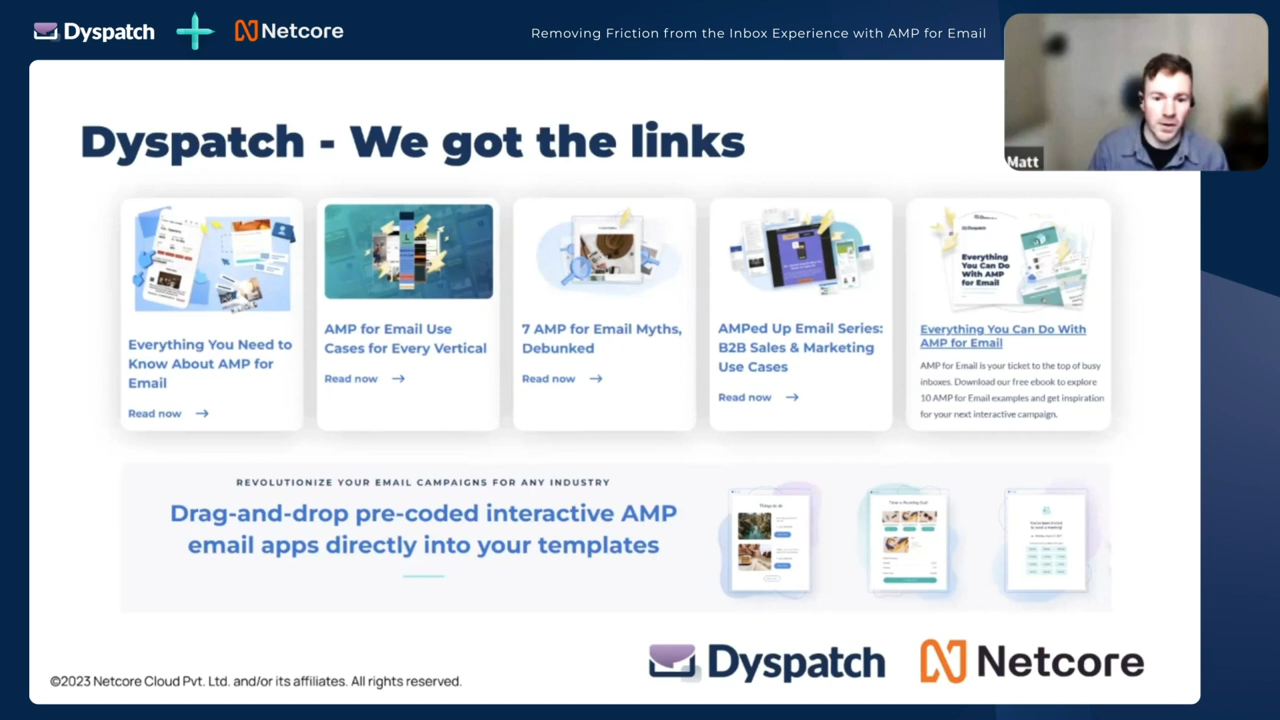 Dyspatch
Netcore
Removing Friction from the Inbox Experience with AMP for Email
Matt
Dyspatch - We got the links
Everything You Need to
Know About AMP for
Email
Read now
AMP for Email Use
Cases for Every Vertical
Read now
7 AMP for Email Myths,
Debunked
Read now
AMPed Up Email Series:
B2B Sales & Marketing
Use Cases
Read now
Dyspatch
Everything
You Can Do
With AMP
for Email
Everything You Can Do With
AMP for Email
AMP for Email is your ticket to the top of busy
inboxes. Download our free ebook to explore
10 AMP for Email examples and get inspiration
for your next interactive campaign.
REVOLUTIONIZE YOUR EMAIL CAMPAIGNS FOR ANY INDUSTRY
Drag-and-drop pre-coded interactive AMP
email apps directly into your templates
Things to do
Dyspatch
Netcore
©2023 Netcore Cloud Pvt. Ltd. and/or its affiliates. All rights reserved.